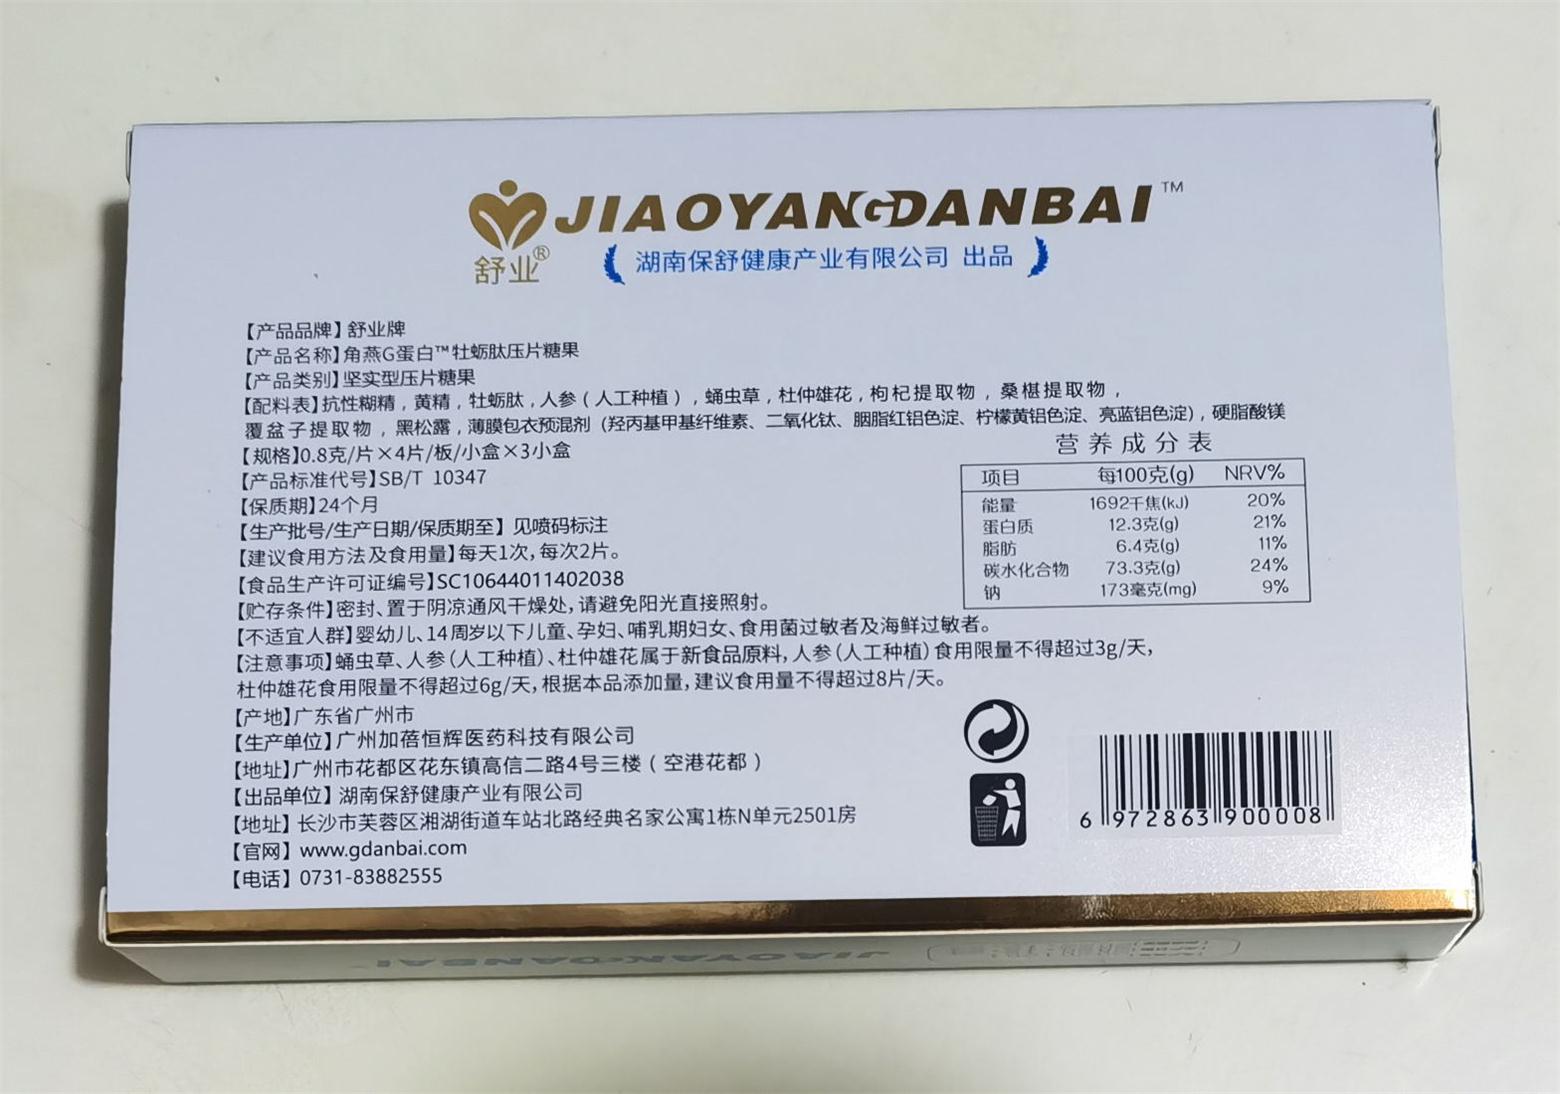 JIAOYANGDANBAI™
舒业®
湖南保舒健康产业有限公司 出品
【产品品牌】舒业牌
【产品名称】角燕G蛋白™牡蛎肽压片糖果
【产品类别】坚实型压片糖果
【配料表】抗性糊精，黄精，牡蛎肽，人参（人工种植），蛹虫草，杜仲雄花，枸杞提取物，桑椹提取物，
覆盆子提取物，黑松露，薄膜包衣预混剂（羟丙基甲基纤维素、二氧化钛、胭脂红铝色淀、柠檬黄铝色淀、亮蓝铝色淀），硬脂酸镁
【规格】0.8克/片×4片/板/小盒×3小盒
【产品标准代号】SB/T 10347
【保质期】24个月
【生产批号/生产日期/保质期至】见喷码标注
【建议食用方法及食用量】每天1次，每次2片。
【食品生产许可证编号】SC10644011402038
【贮存条件】密封、置于阴凉通风干燥处，请避免阳光直接照射。
【不适宜人群】婴幼儿、14周岁以下儿童、孕妇、哺乳期妇女、食用菌过敏者及海鲜过敏者。
【注意事项】蛹虫草、人参（人工种植）、杜仲雄花属于新食品原料，人参（人工种植）食用限量不得超过3g/天，
杜仲雄花食用限量不得超过6g/天，根据本品添加量，建议食用量不得超过8片/天。
【产地】广东省广州市
【生产单位】广州加蓓恒辉医药科技有限公司
【地址】广州市花都区花东镇高信二路4号三楼（空港花都）
【出品单位】湖南保舒健康产业有限公司
【地址】长沙市芙蓉区湘湖街道车站北路经典名家公寓1栋N单元2501房
【官网】www.gdanbai.com
【电话】0731-83882555
营养成分表
项目 每100克(g) NRV%
能量 1692千焦(kJ) 20%
蛋白质 12.3克(g) 21%
脂肪 6.4克(g) 11%
碳水化合物 73.3克(g) 24%
钠 173毫克(mg) 9%
6 972863 900008
JIAOYANGDANBAI